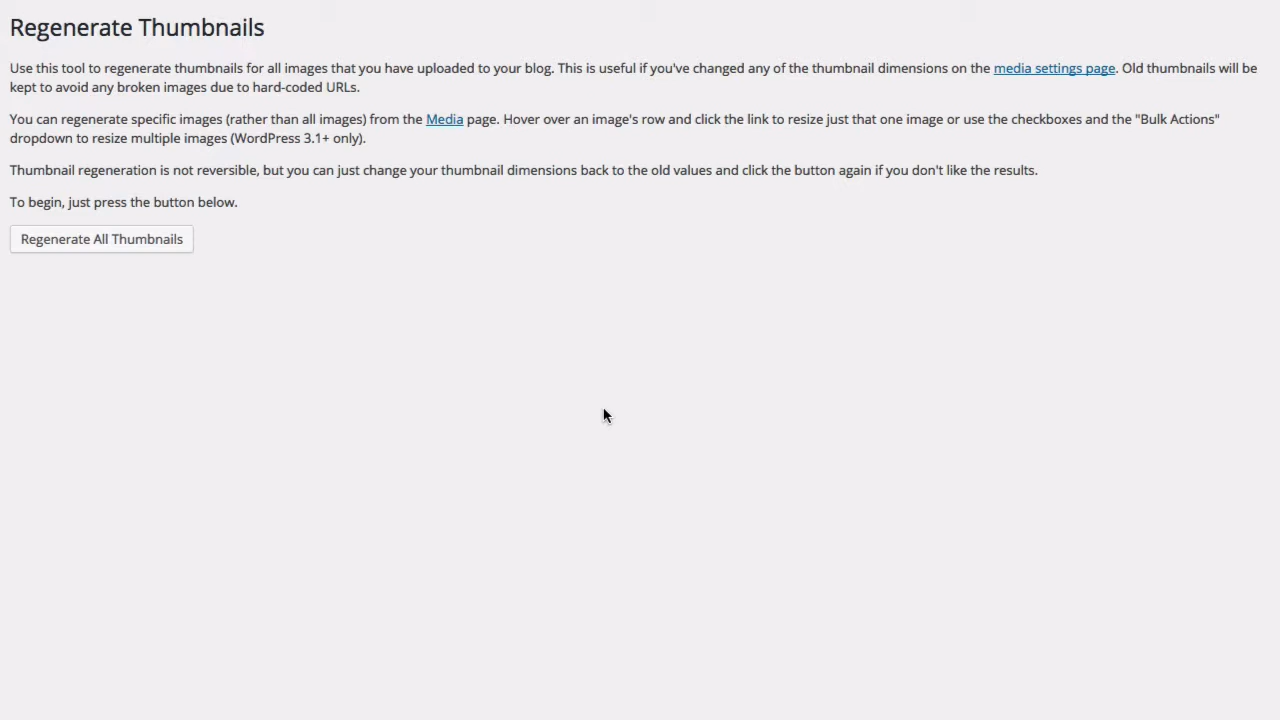 Regenerate Thumbnails
Use this tool to regenerate thumbnails for all images that you have uploaded to your blog. This is useful if you've changed any of the thumbnail dimensions on the media settings page. Old thumbnails will be
kept to avoid any broken images due to hard-coded URLs.
You can regenerate specific images (rather than all images) from the Media page. Hover over an image's row and click the link to resize just that one image or use the checkboxes and the "Bulk Actions"
dropdown to resize multiple images (WordPress 3.1+ only).
Thumbnail regeneration is not reversible, but you can just change your thumbnail dimensions back to the old values and click the button again if you don't like the results.
To begin, just press the button below.
Regenerate All Thumbnails